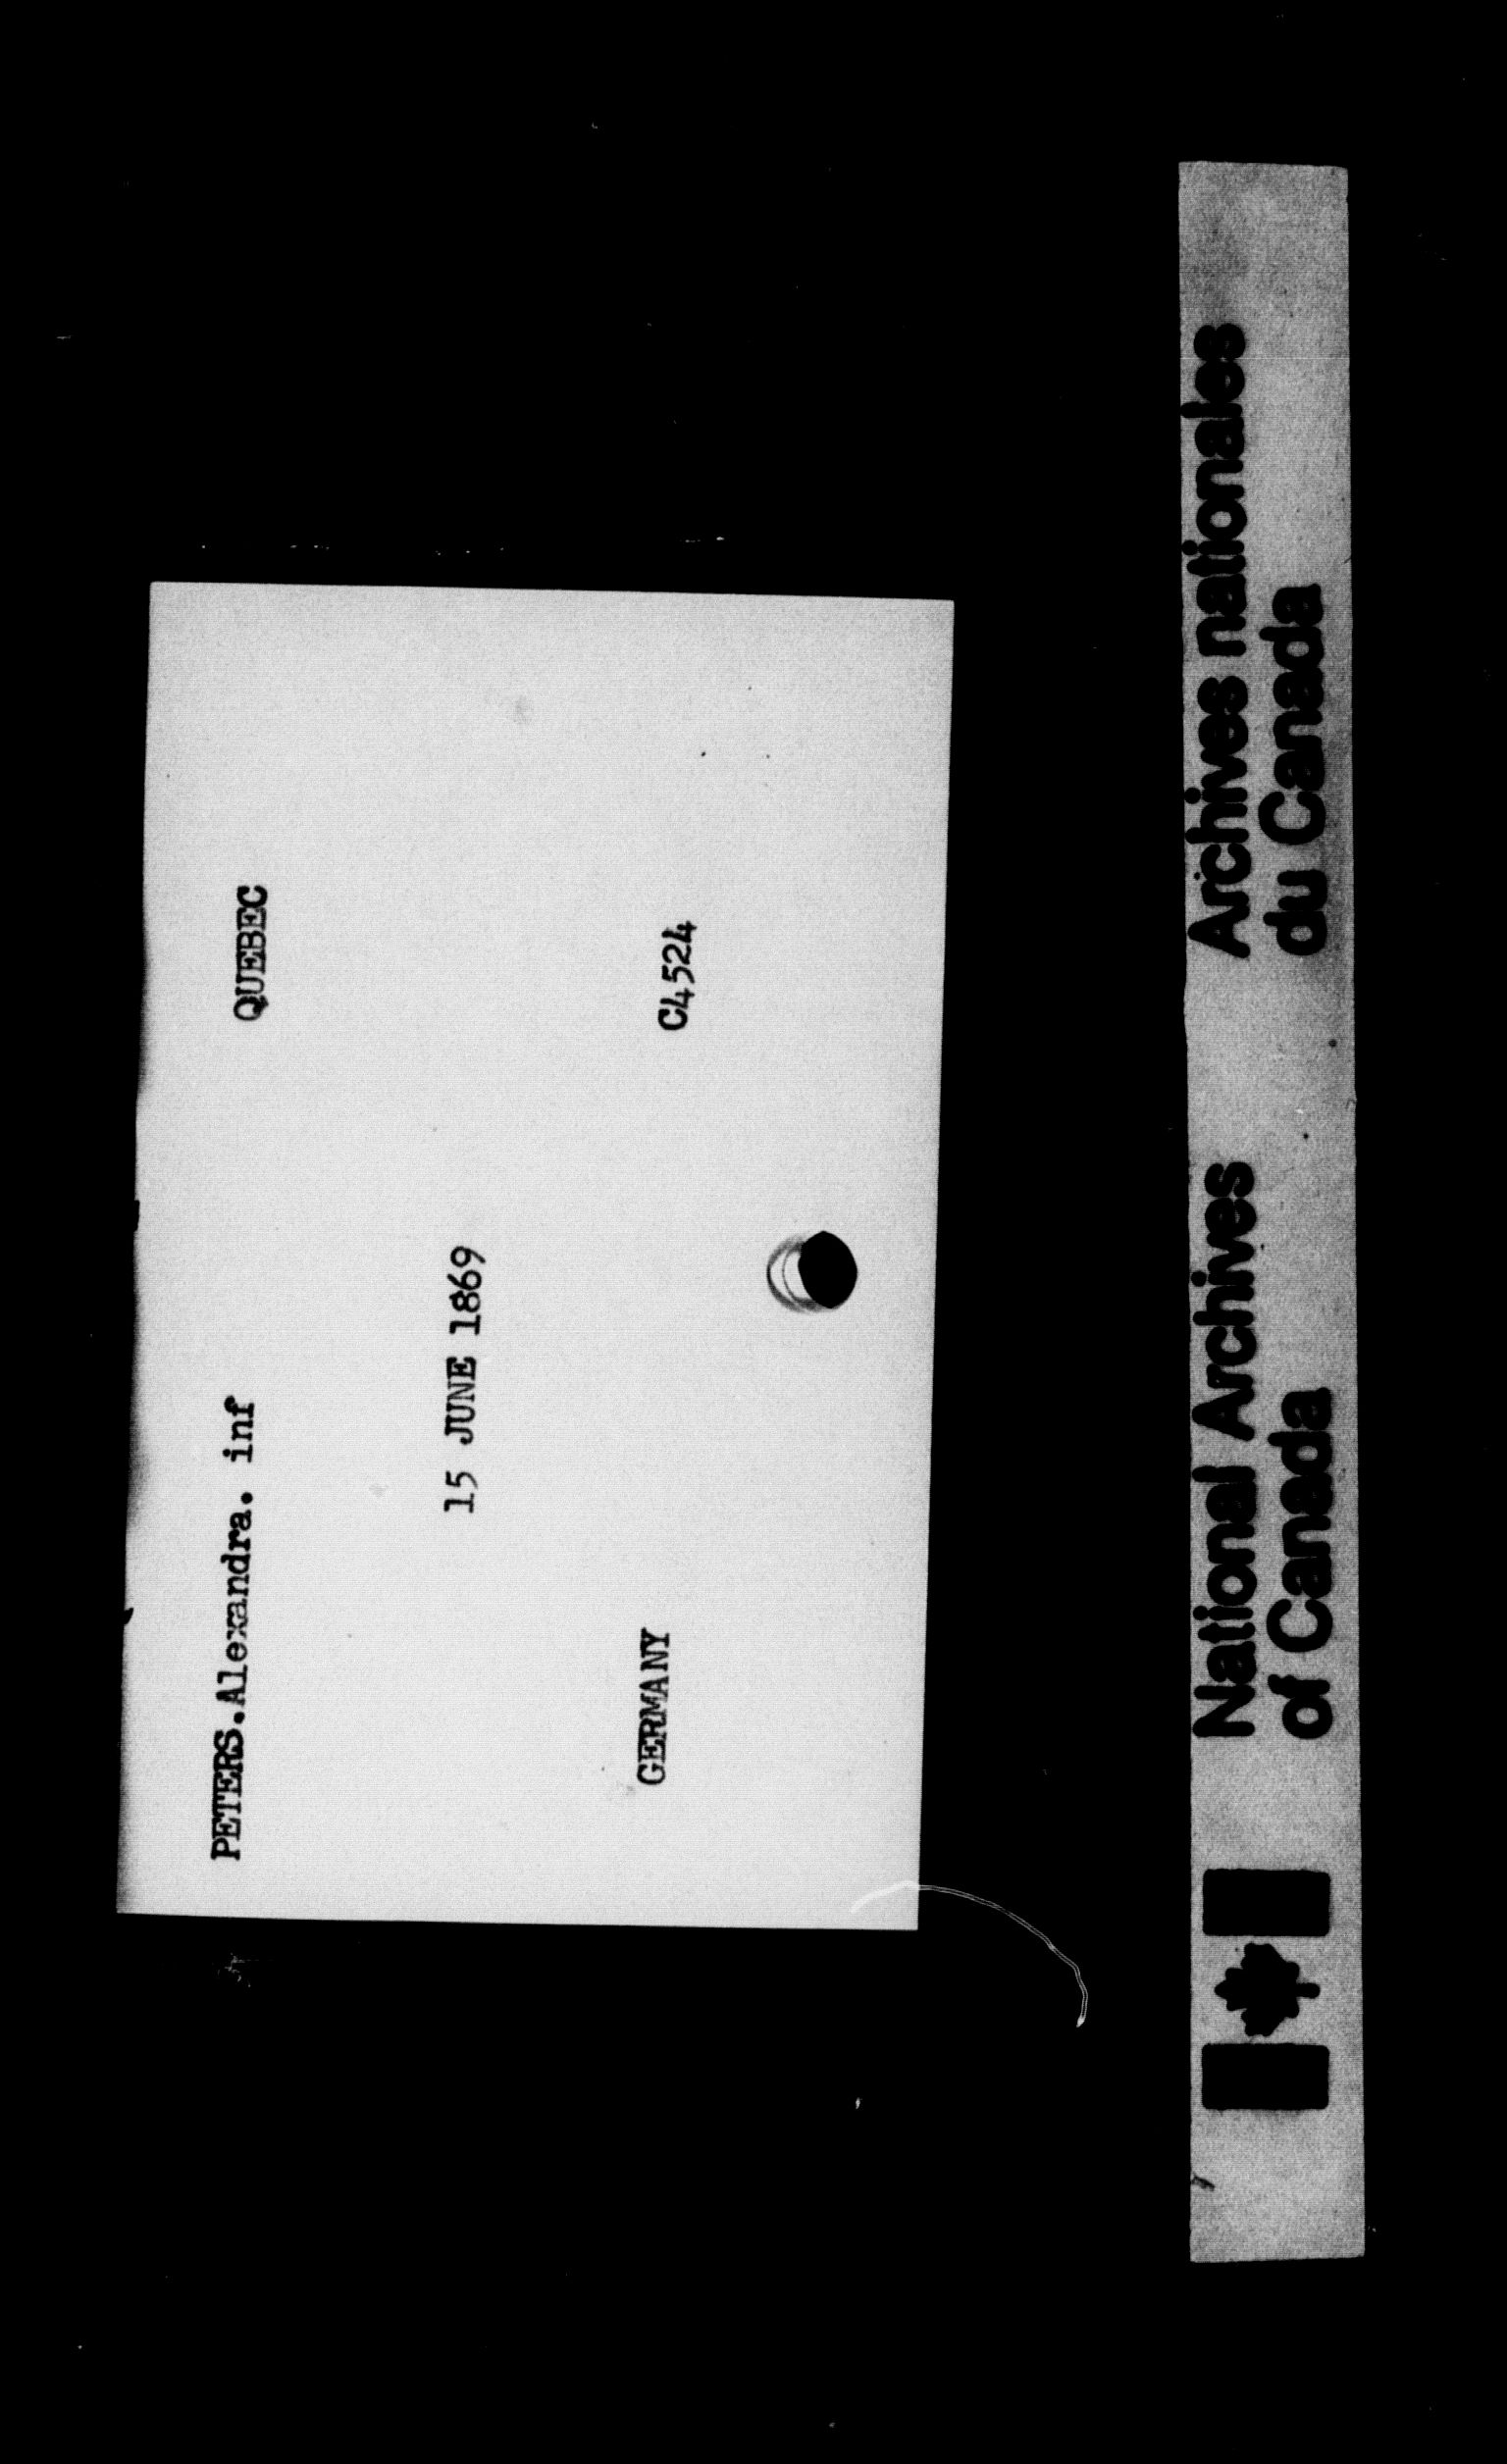 PETERS.Alexandra. inf QUEBEC
15 JUNE 1869
GERMANY C4524
National Archives
of Canada
Archives nationales
du Canada